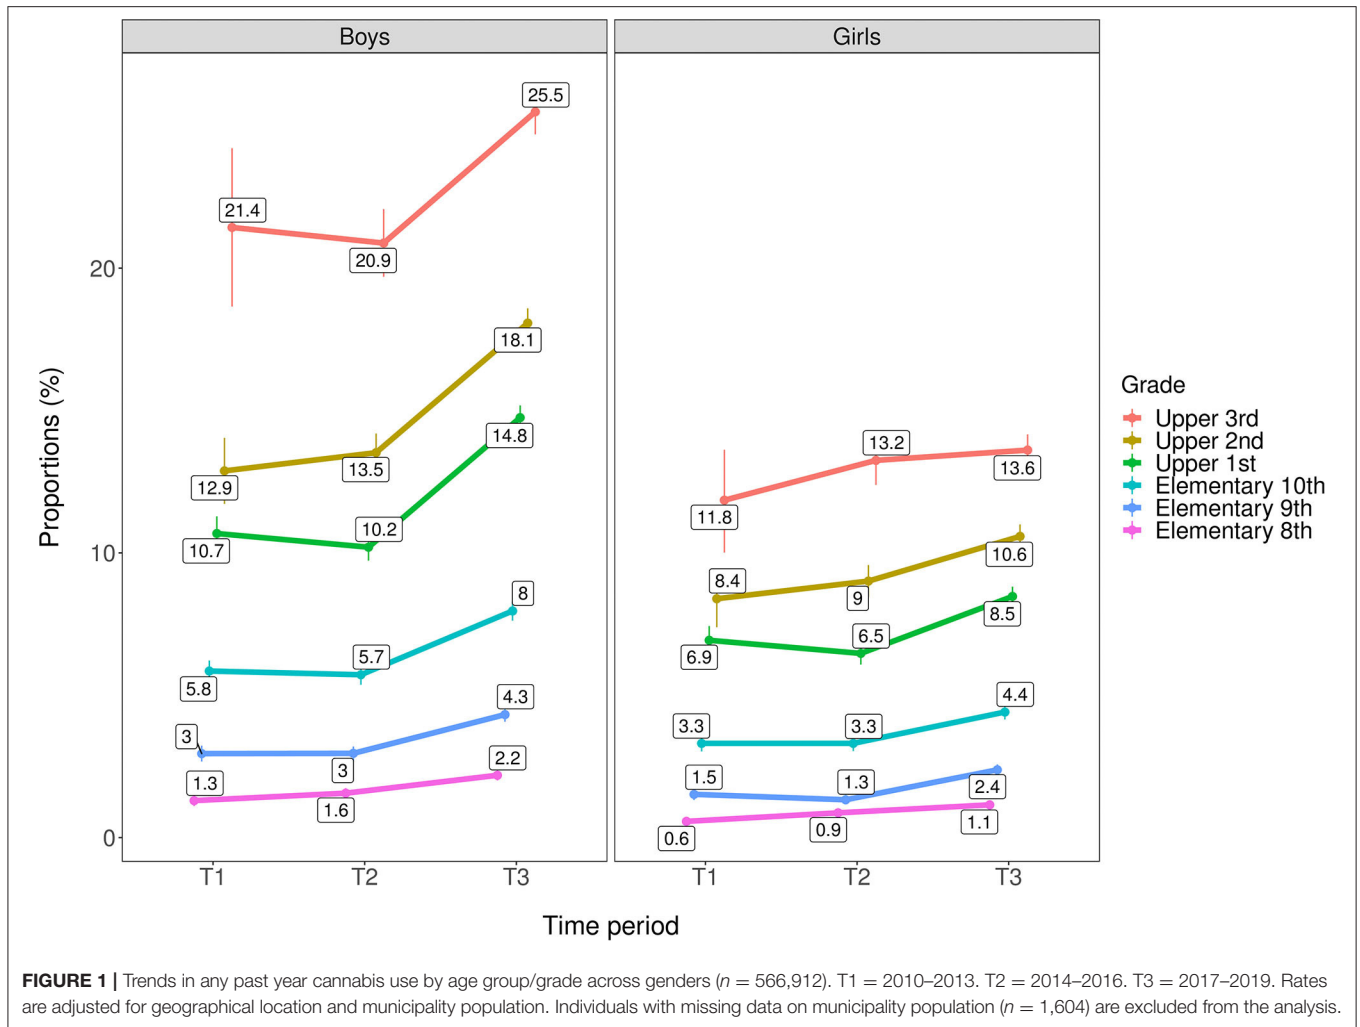 Boys
Girls
25.5
21.4
20.9
20
18.1
14.8
12.9
13.5
10.7
10.2
10
8
5.8
5.7
4.3
3
3
2.2
1.3
1.6
0
13.2
13.6
11.8
10.6
8.4
9
8.5
6.9
6.5
4.4
3.3
3.3
2.4
1.5
1.3
1.1
0.6
0.9
Proportions (%)
T1 T2 T3
T1 T2 T3
Time period
Grade
Upper 3rd
Upper 2nd
Upper 1st
Elementary 10th
Elementary 9th
Elementary 8th
FIGURE 1 | Trends in any past year cannabis use by age group/grade across genders (n = 566,912). T1 = 2010–2013. T2 = 2014–2016. T3 = 2017–2019. Rates
are adjusted for geographical location and municipality population. Individuals with missing data on municipality population (n = 1,604) are excluded from the analysis.